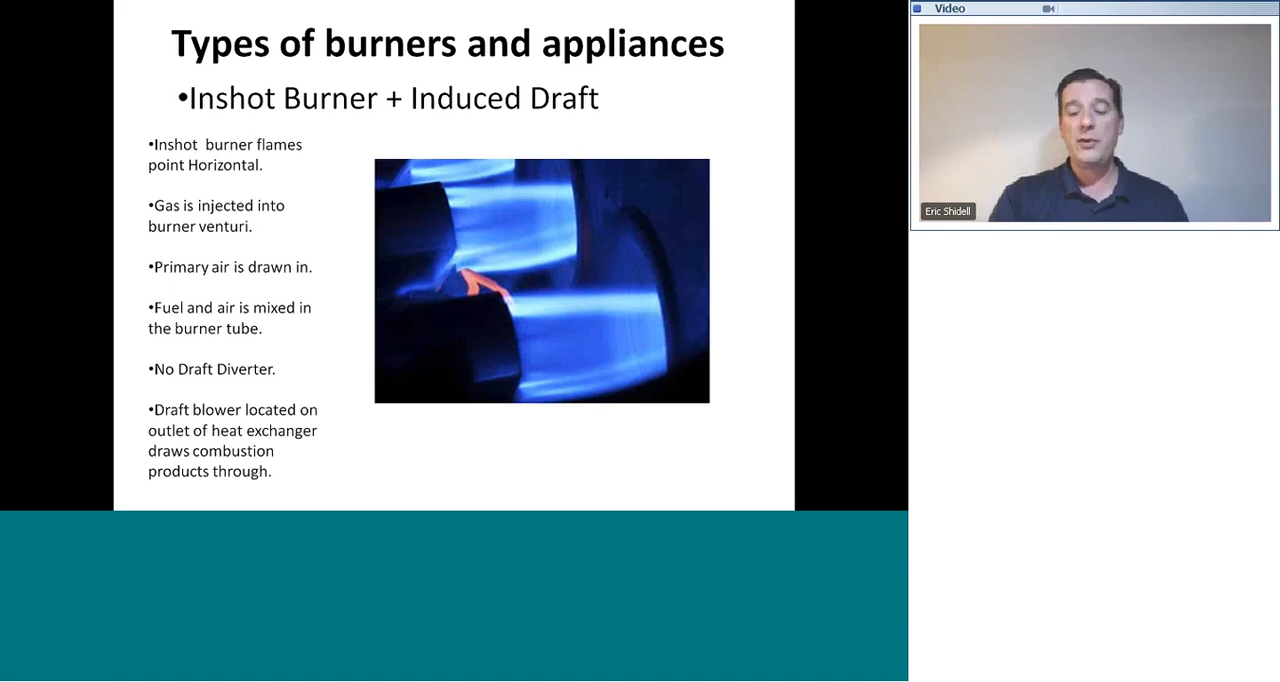 Types of burners and appliances
•Inshot Burner + Induced Draft
•Inshot burner flames
point Horizontal.
•Gas is injected into
burner venturi.
•Primary air is drawn in.
•Fuel and air is mixed in
the burner tube.
•No Draft Diverter.
•Draft blower located on
outlet of heat exchanger
draws combustion
products through.
Video
Eric Shidell